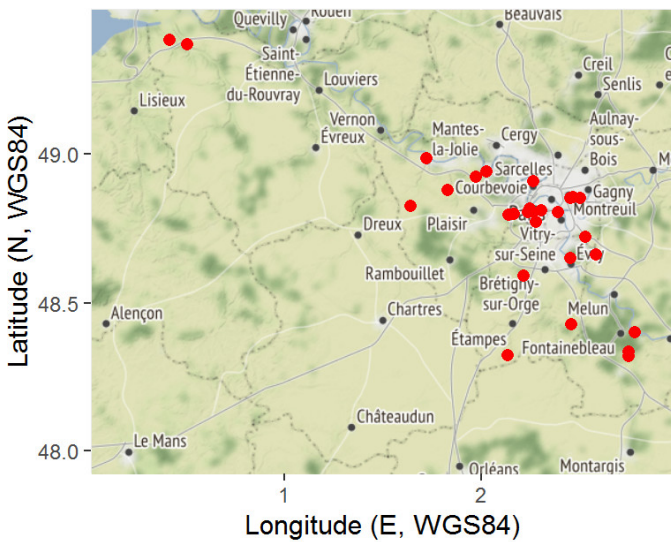 Quevilly
Rouen
Beauvais
Saint-
Étienne-
du-Rouvray
Louviers
Creil
Senlis
Lisieux
Vernon
Évreux
Mantes-
la-Jolie
Cergy
Aulnay-
sous-
Bois
49.0
Sarcelles
Courbevoie
Gagny
Montreuil
Plaisir
Dreux
Vitry-
sur-Seine
Évry
Rambouillet
Brétigny-
sur-Orge
Melun
48.5
Alençon
Chartres
Étampes
Fontainebleau
Châteaudun
Le Mans
48.0
Orléans
Montargis
1
2
Latitude (N, WGS84)
Longitude (E, WGS84)